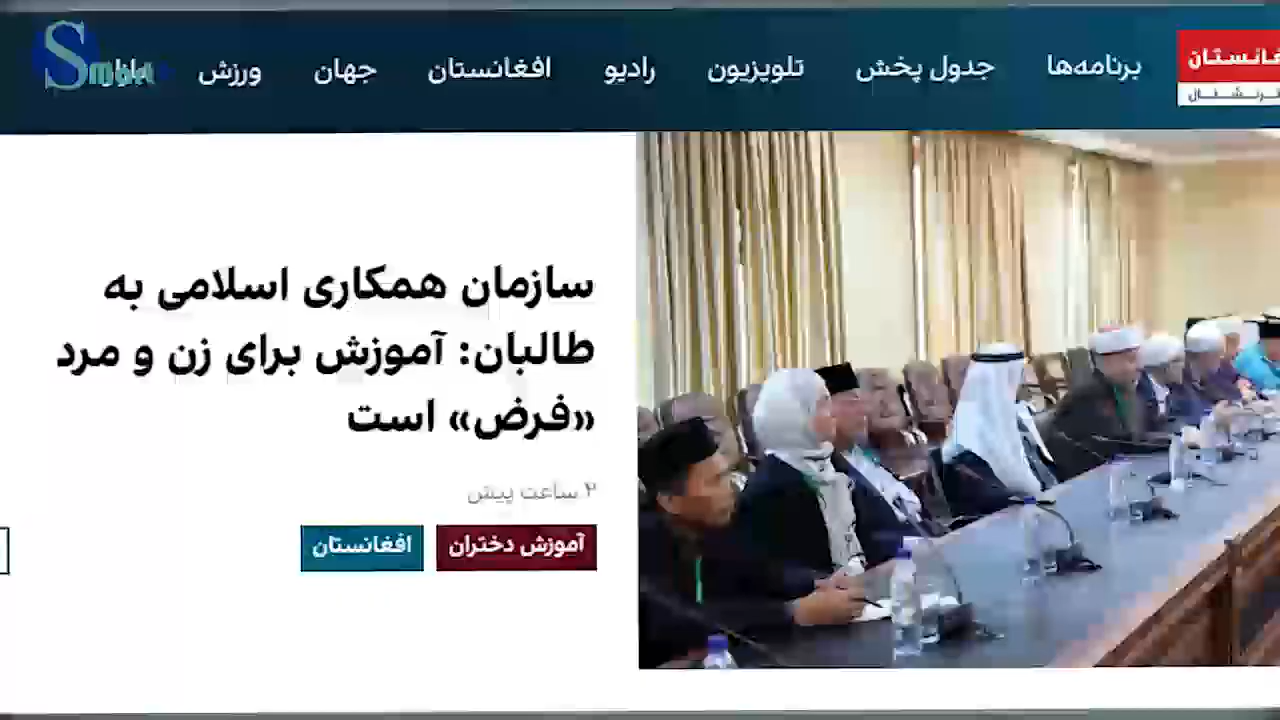 برنامه‌ها
جدول پخش
تلویزیون
رادیو
افغانستان
جهان
ورزش
سازمان همکاری اسلامی به
طالبان: آموزش برای زن و مرد
«فرض» است
۲ ساعت پیش
آموزش دختران
افغانستان